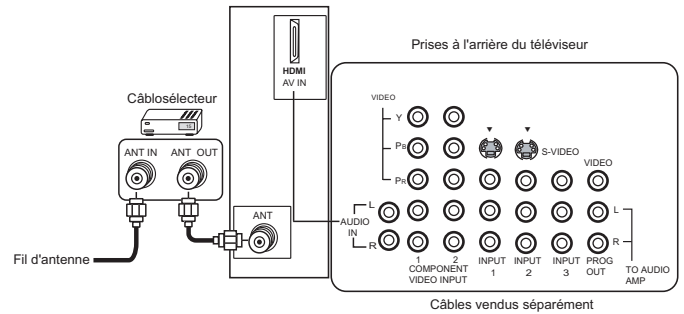 Prises à l'arrière du téléviseur
HDMI
AV IN
Câblosélecteur
ANT IN
ANT OUT
VIDEO
Y
PB
PR
S-VIDEO
VIDEO
ANT
AUDIO
IN
L
R
L
R
1
2
COMPONENT
VIDEO INPUT
INPUT
1
INPUT
2
INPUT
3
PROG
OUT
TO AUDIO
AMP
Fil d'antenne
Câbles vendus séparément